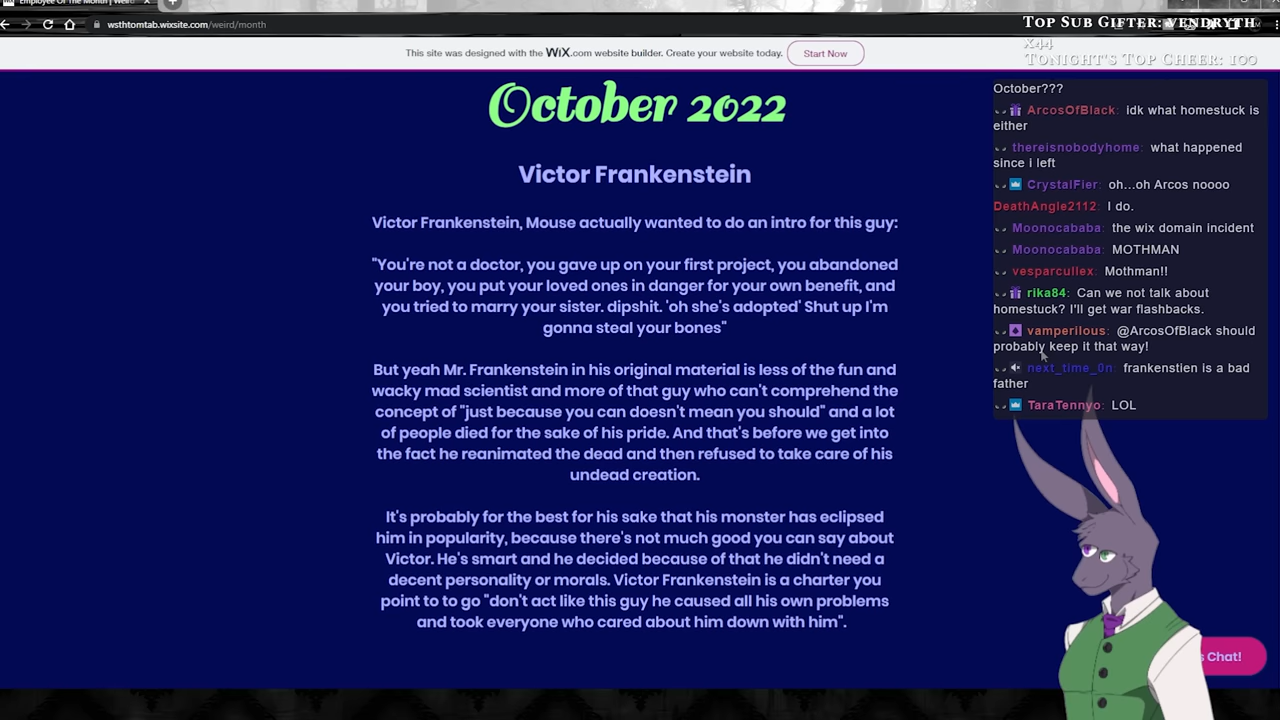 Employee Of The Month | Weir
wsthtomtab.wixsite.com/weird/month
Top Sub Gifter: vendryth
x44
Tonight's Top Cheer: 100
This site was designed with the WiX.com website builder. Create your website today.
Start Now
October 2022
Victor Frankenstein
Victor Frankenstein, Mouse actually wanted to do an intro for this guy:
"You're not a doctor, you gave up on your first project, you abandoned
your boy, you put your loved ones in danger for your own benefit, and
you tried to marry your sister. dipshit. 'oh she's adopted' Shut up I'm
gonna steal your bones"
But yeah Mr. Frankenstein in his original material is less of the fun and
wacky mad scientist and more of that guy who can't comprehend the
concept of "just because you can doesn't mean you should" and a lot
of people died for the sake of his pride. And that's before we get into
the fact he reanimated the dead and then refused to take care of his
undead creation.
It's probably for the best for his sake that his monster has eclipsed
him in popularity, because there's not much good you can say about
Victor. He's smart and he decided because of that he didn't need a
decent personality or morals. Victor Frankenstein is a charter you
point to to go "don't act like this guy he caused all his own problems
and took everyone who cared about him down with him".
October???
ArcosOfBlack: idk what homestuck is
either
thereisnobodyhome: what happened
since i left
CrystalFier: oh...oh Arcos noooo
DeathAngle2112: I do.
Moonocababa: the wix domain incident
Moonocababa: MOTHMAN
vesparcullex: Mothman!!
rika84: Can we not talk about
homestuck? I'll get war flashbacks.
vamperilous: @ArcosOfBlack should
probably keep it that way!
next_time_0n: frankenstien is a bad
father
TaraTennyo: LOL
s Chat!